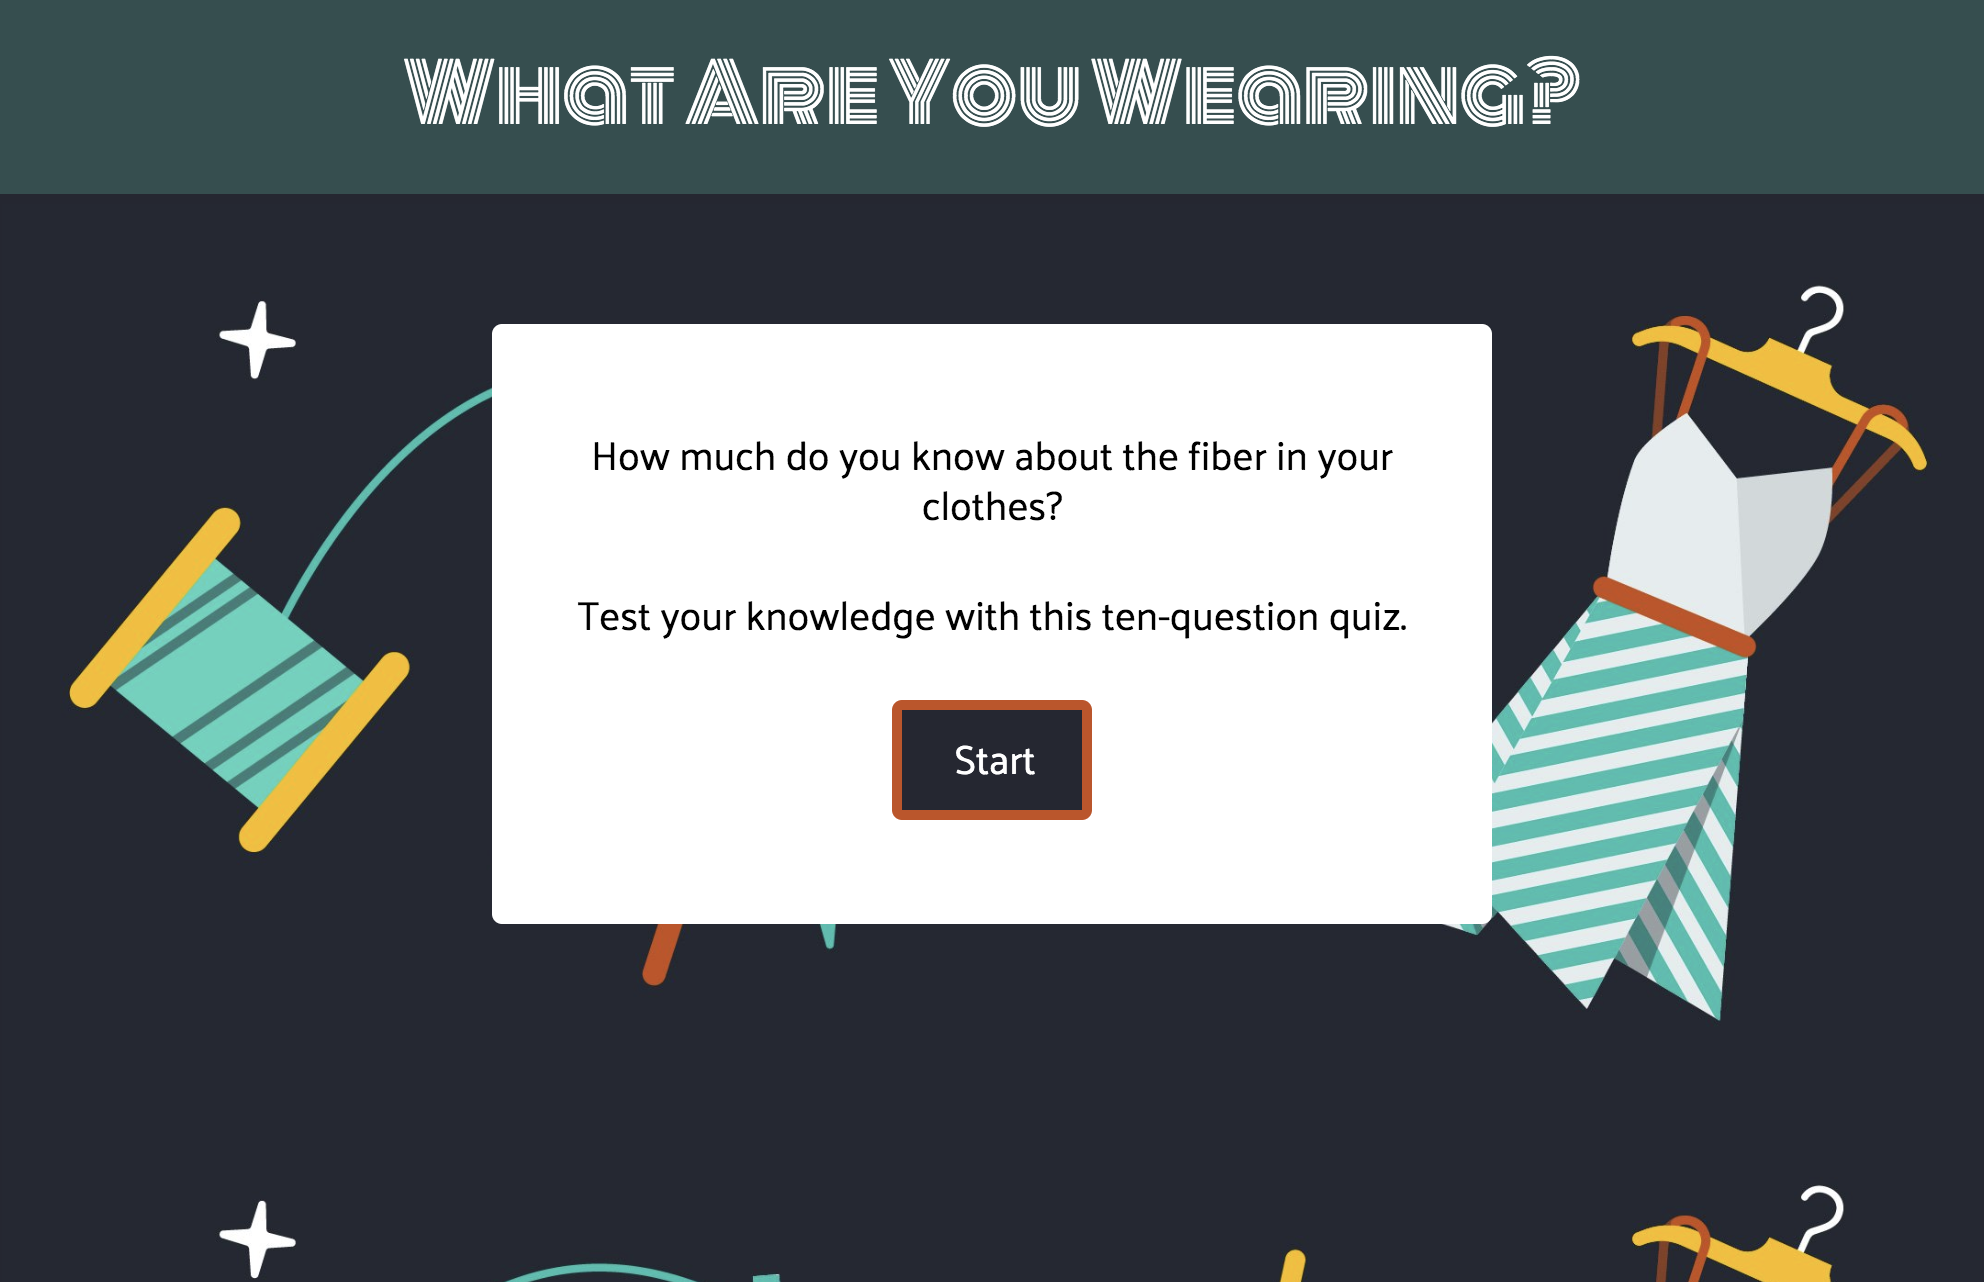 What Are You Wearing?
How much do you know about the fiber in your
clothes?
Test your knowledge with this ten-question quiz.
Start